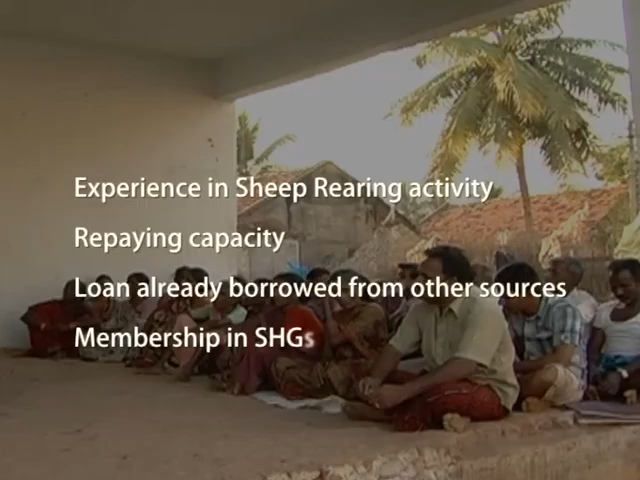 Experience in Sheep Rearing activity
Repaying capacity
Loan already borrowed from other sources
Membership in SHGs